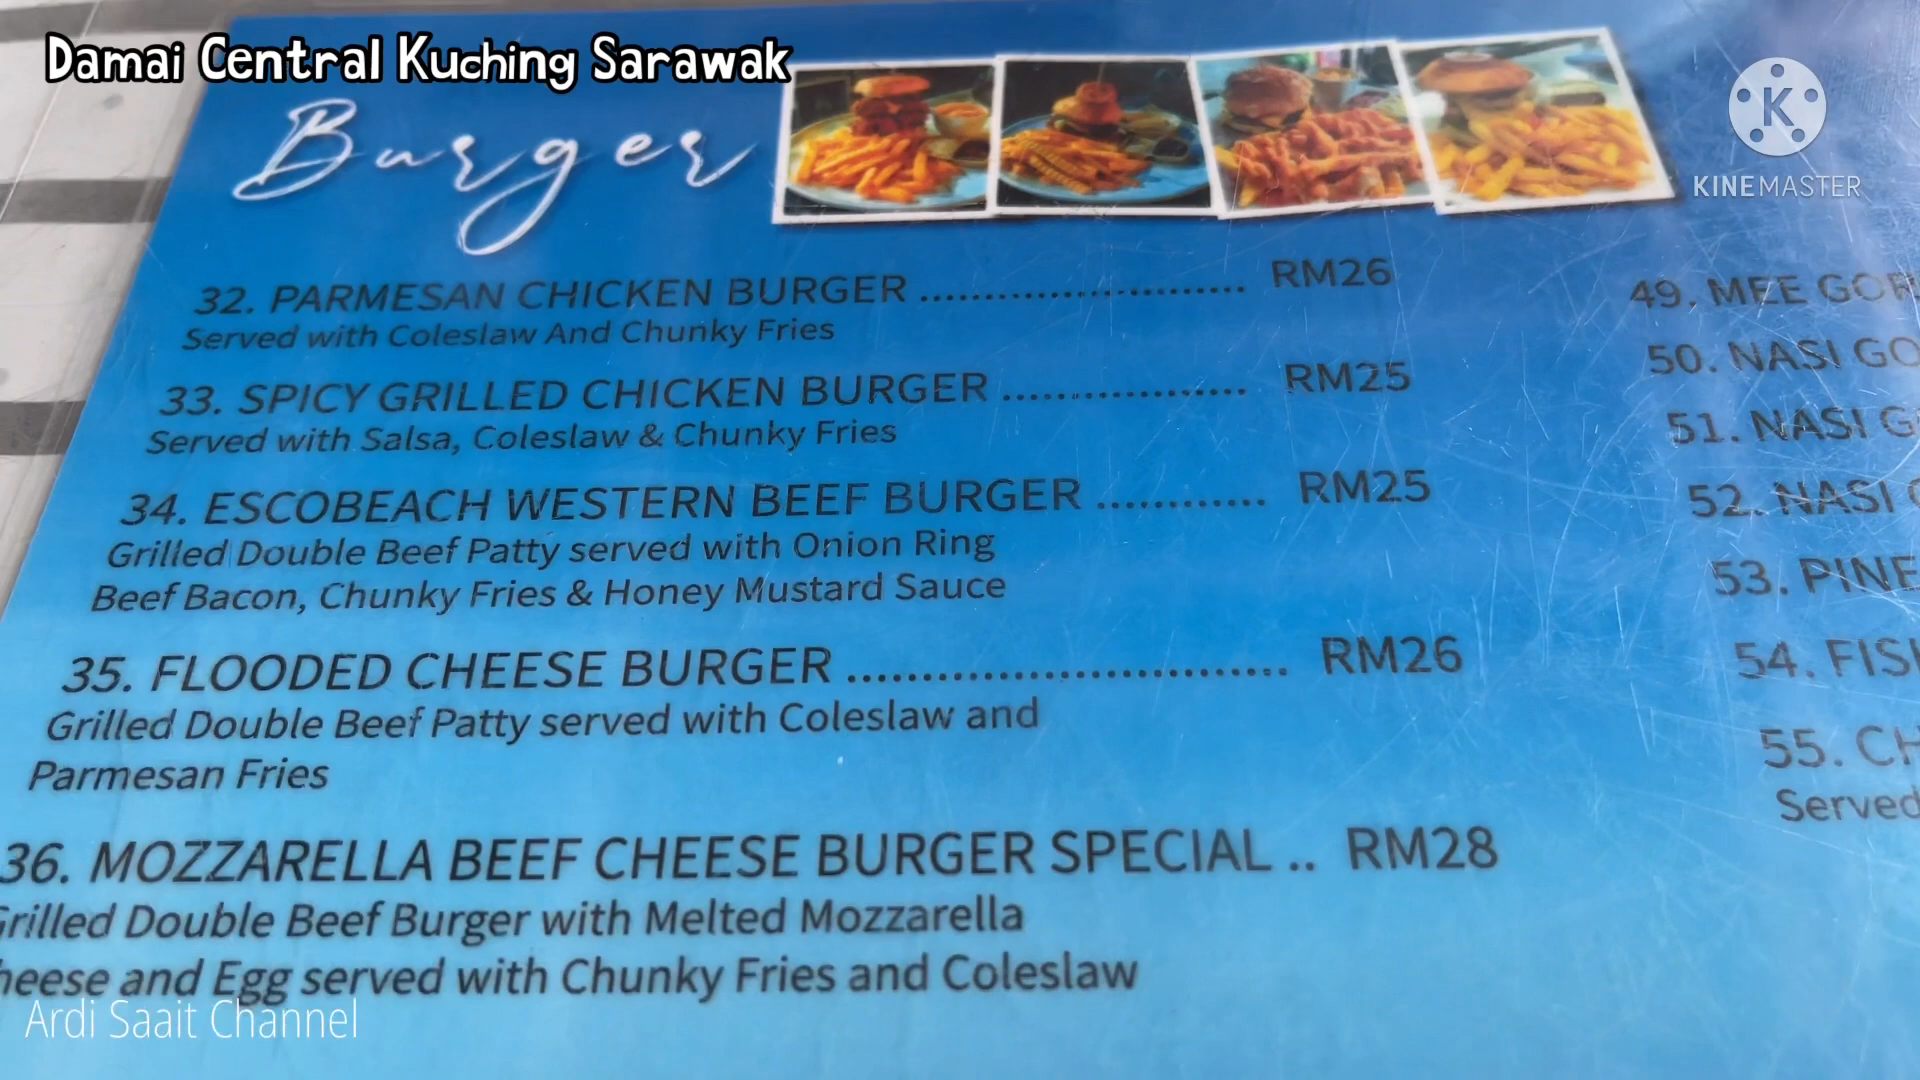 Damai Central Kuching Sarawak
K
KINEMASTER
Burger
32. PARMESAN CHICKEN BURGER ........................ RM26
Served with Coleslaw And Chunky Fries
33. SPICY GRILLED CHICKEN BURGER ................... RM25
Served with Salsa, Coleslaw & Chunky Fries
34. ESCOBEACH WESTERN BEEF BURGER ............ RM25
Grilled Double Beef Patty served with Onion Ring
Beef Bacon, Chunky Fries & Honey Mustard Sauce
35. FLOODED CHEESE BURGER .............................. RM26
Grilled Double Beef Patty served with Coleslaw and
Parmesan Fries
36. MOZZARELLA BEEF CHEESE BURGER SPECIAL .. RM28
Grilled Double Beef Burger with Melted Mozzarella
heese and Egg served with Chunky Fries and Coleslaw
49. MEE GOR
50. NASI GO
51. NASI G
52. NASI
53. PINE
54. FIS
55. CH
Served
Ardi Saait Channel